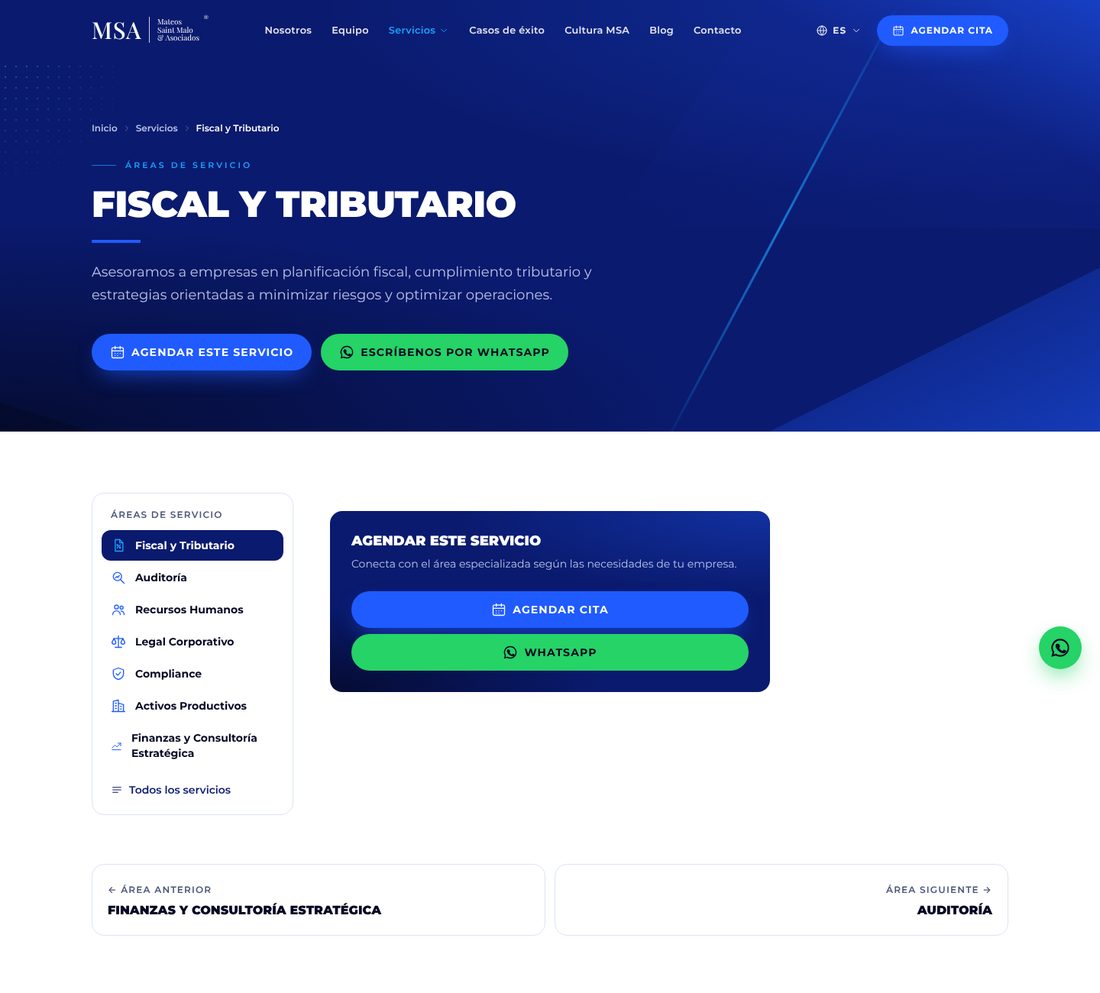 MSA
Mateos
Saint Malo
& Asociados
®
Nosotros
Equipo
Servicios
Casos de éxito
Cultura MSA
Blog
Contacto
ES
AGENDAR CITA
Inicio
Servicios
Fiscal y Tributario
ÁREAS DE SERVICIO
FISCAL Y TRIBUTARIO
Asesoramos a empresas en planificación fiscal, cumplimiento tributario y
estrategias orientadas a minimizar riesgos y optimizar operaciones.
AGENDAR ESTE SERVICIO
ESCRÍBENOS POR WHATSAPP
ÁREAS DE SERVICIO
Fiscal y Tributario
Auditoría
Recursos Humanos
Legal Corporativo
Compliance
Activos Productivos
Finanzas y Consultoría
Estratégica
Todos los servicios
AGENDAR ESTE SERVICIO
Conecta con el área especializada según las necesidades de tu empresa.
AGENDAR CITA
WHATSAPP
← ÁREA ANTERIOR
FINANZAS Y CONSULTORÍA ESTRATÉGICA
ÁREA SIGUIENTE →
AUDITORÍA